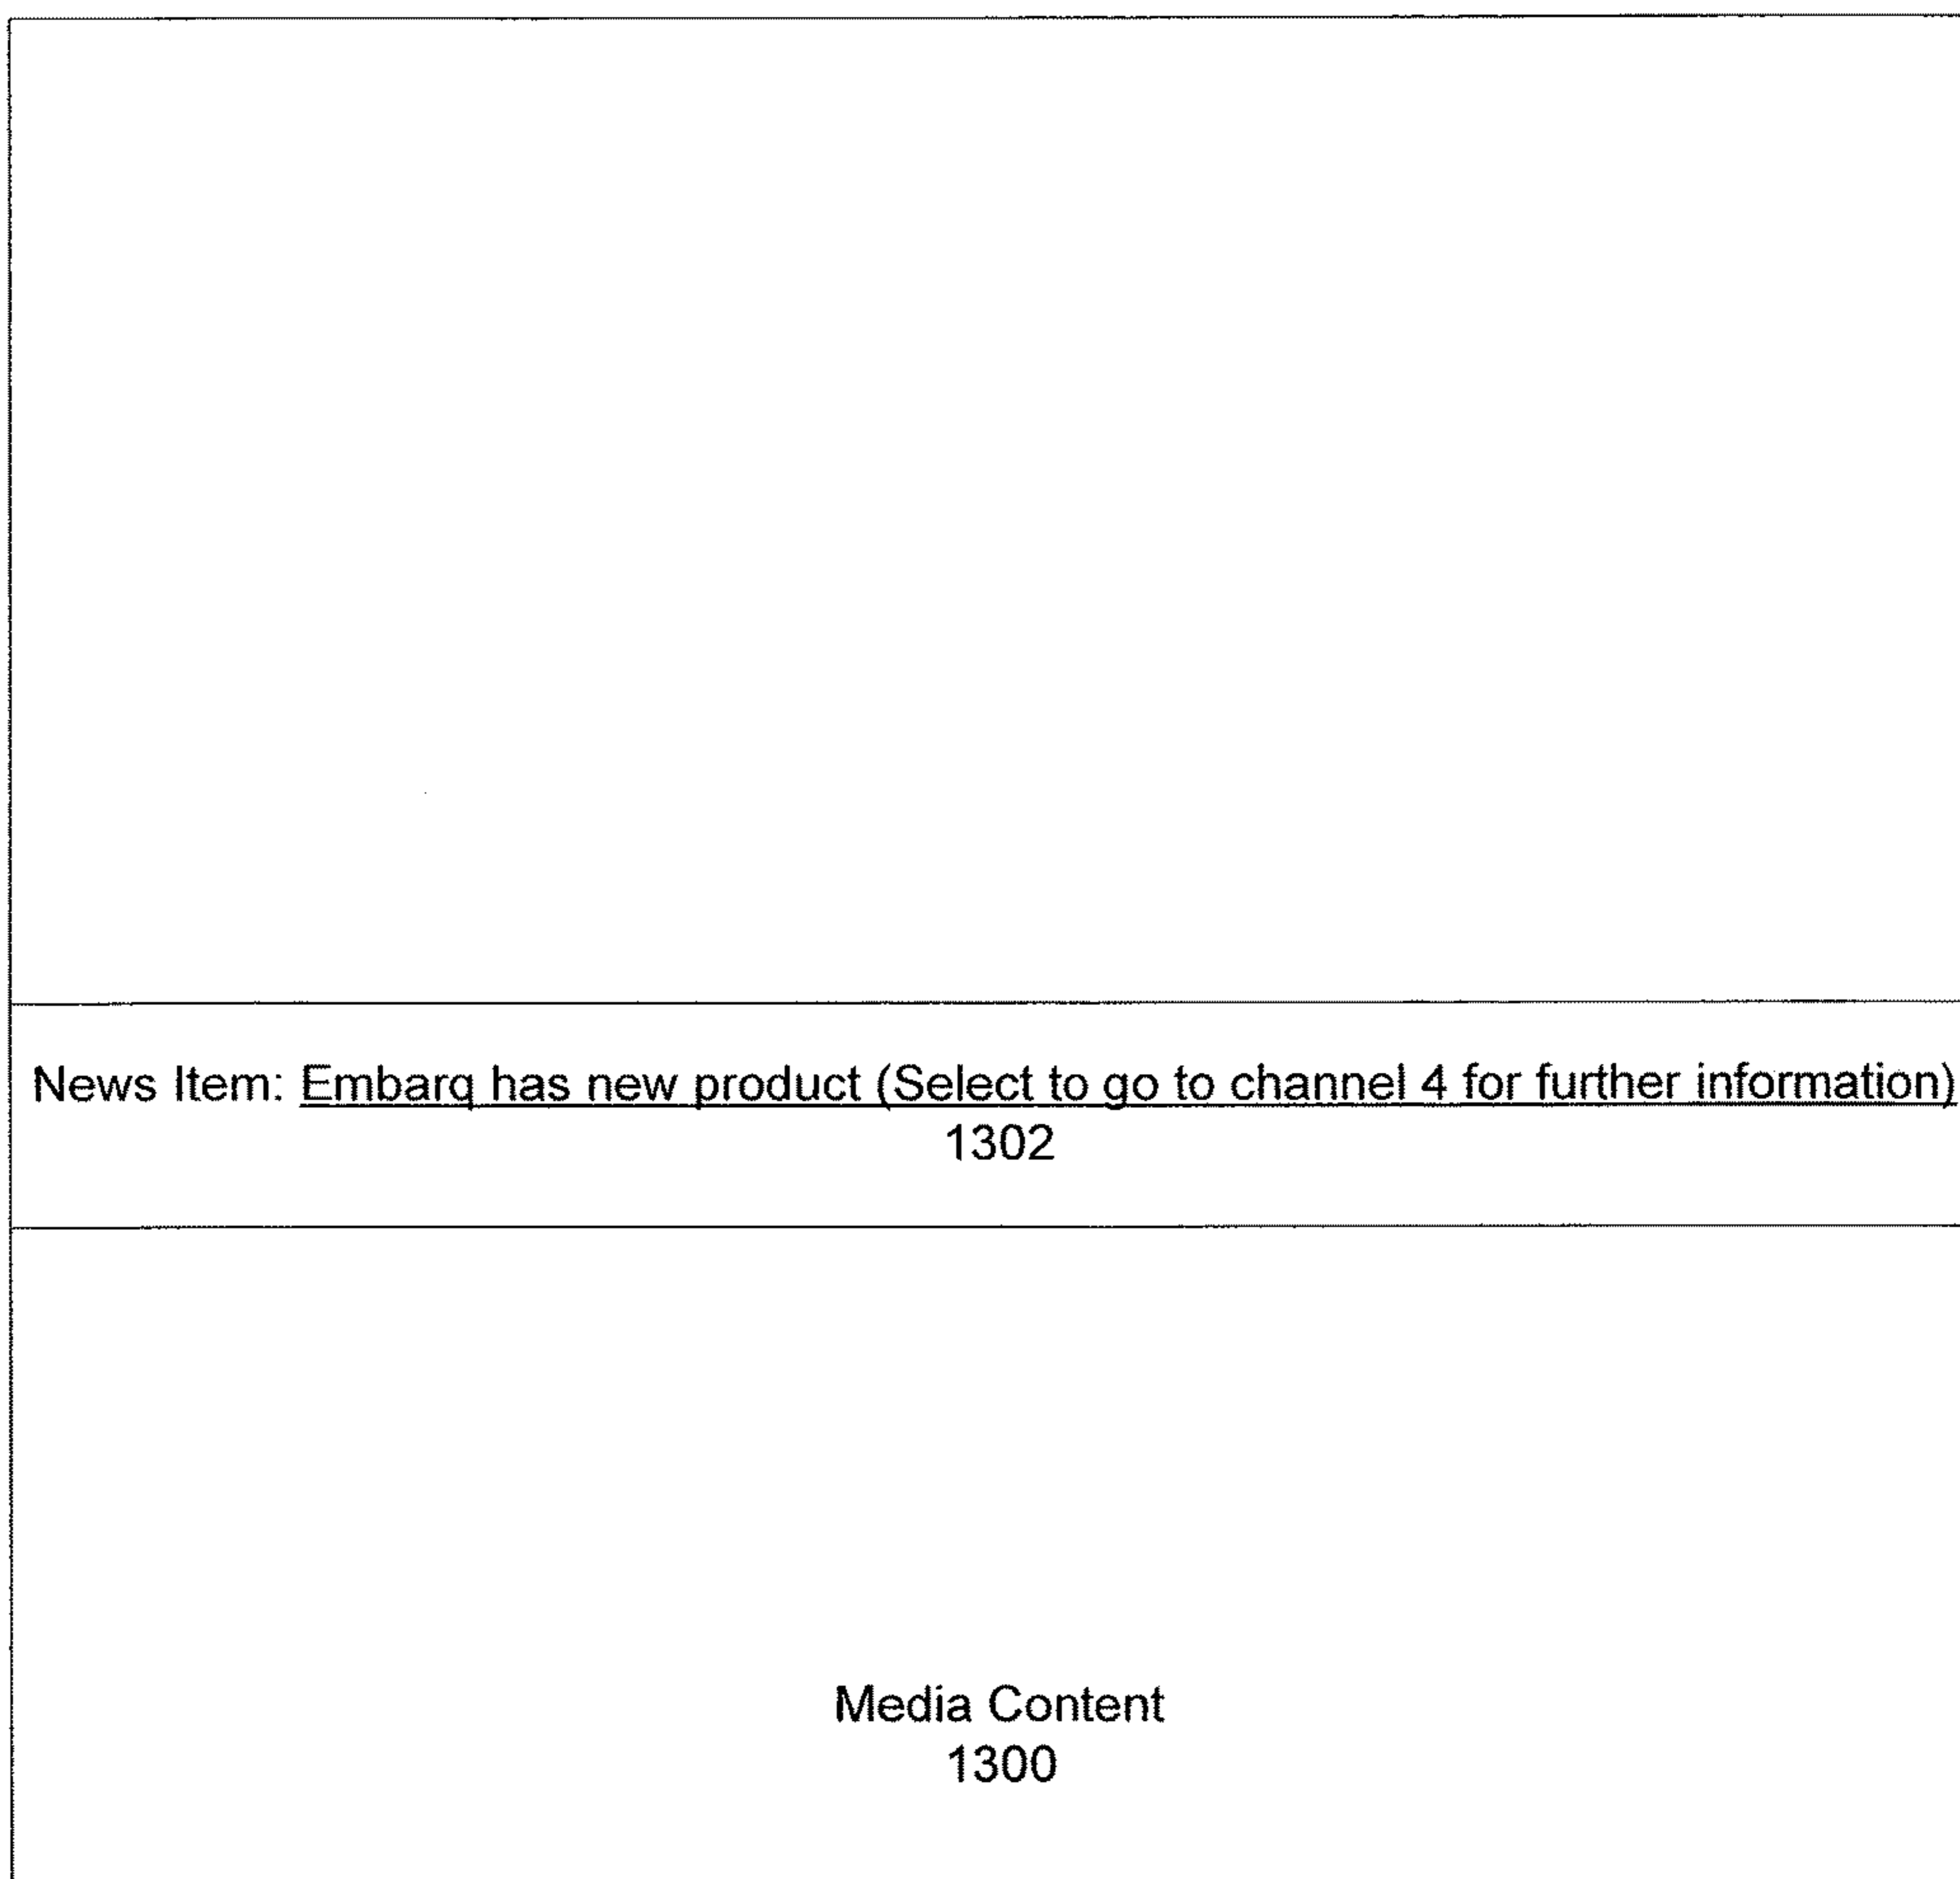 News Item: Embarq has new product (Select to go to channel 4 for further information)
1302
Media Content
1300